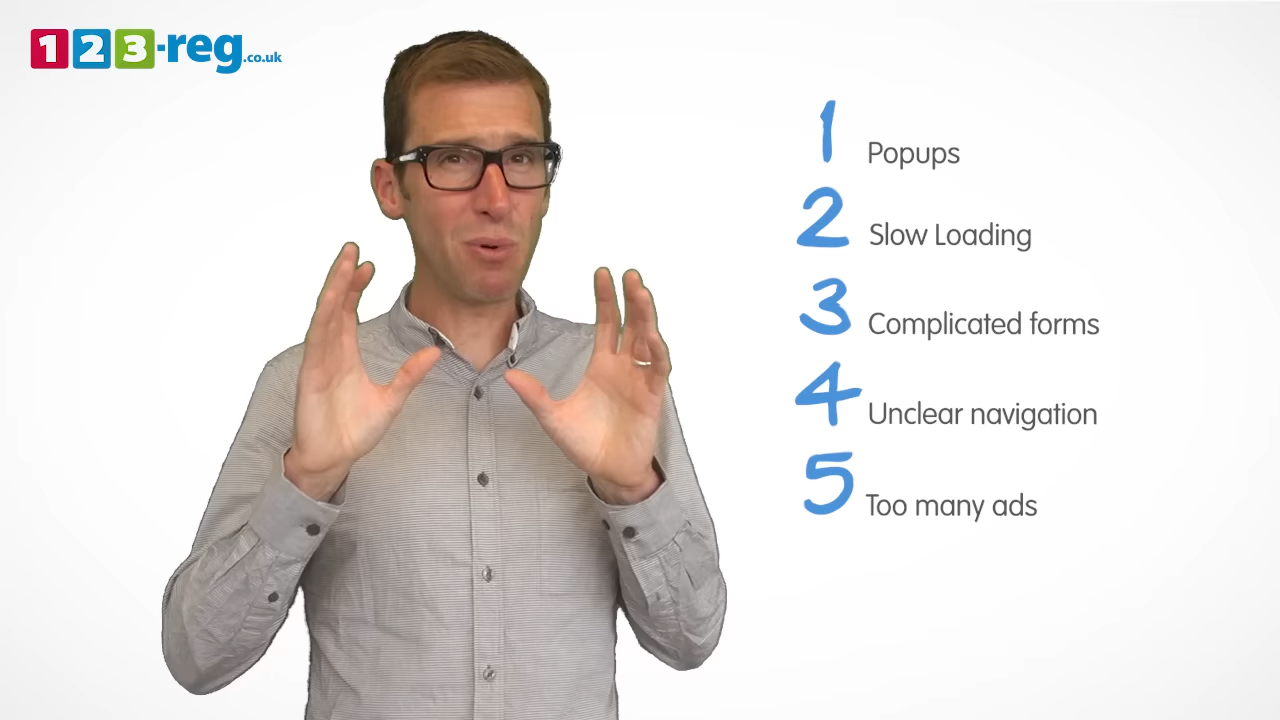 123-reg.co.uk
1 Popups
2 Slow Loading
3 Complicated forms
4 Unclear navigation
5 Too many ads